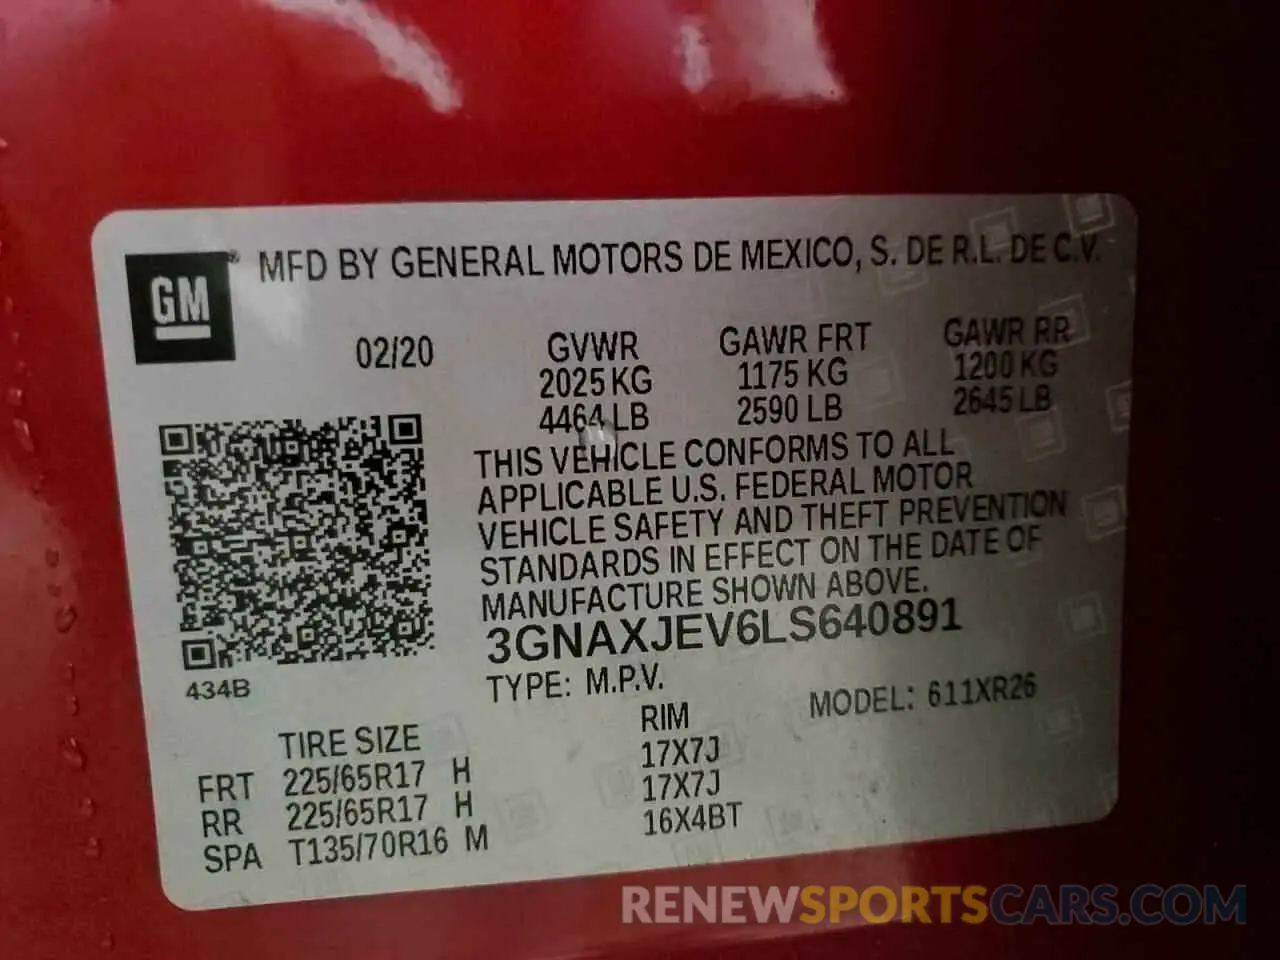 GM® MFD BY GENERAL MOTORS DE MEXICO, S. DE R.L. DE C.V.
02/20 GVWR GAWR FRT GAWR RR
2025 KG 1175 KG 1200 KG
4464 LB 2590 LB 2645 LB
THIS VEHICLE CONFORMS TO ALL
APPLICABLE U.S. FEDERAL MOTOR
VEHICLE SAFETY AND THEFT PREVENTION
STANDARDS IN EFFECT ON THE DATE OF
MANUFACTURE SHOWN ABOVE.
3GNAXJEV6LS640891
434B
TYPE: M.P.V. MODEL: 611XR26
TIRE SIZE RIM
FRT 225/65R17 H 17X7J
RR 225/65R17 H 17X7J
SPA T135/70R16 M 16X4BT
RENEWSPORTSCARS.COM